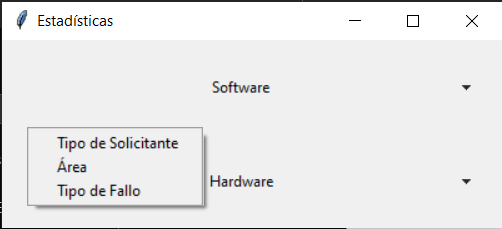 Estadísticas
Software
Tipo de Solicitante
Área
Tipo de Fallo
Hardware